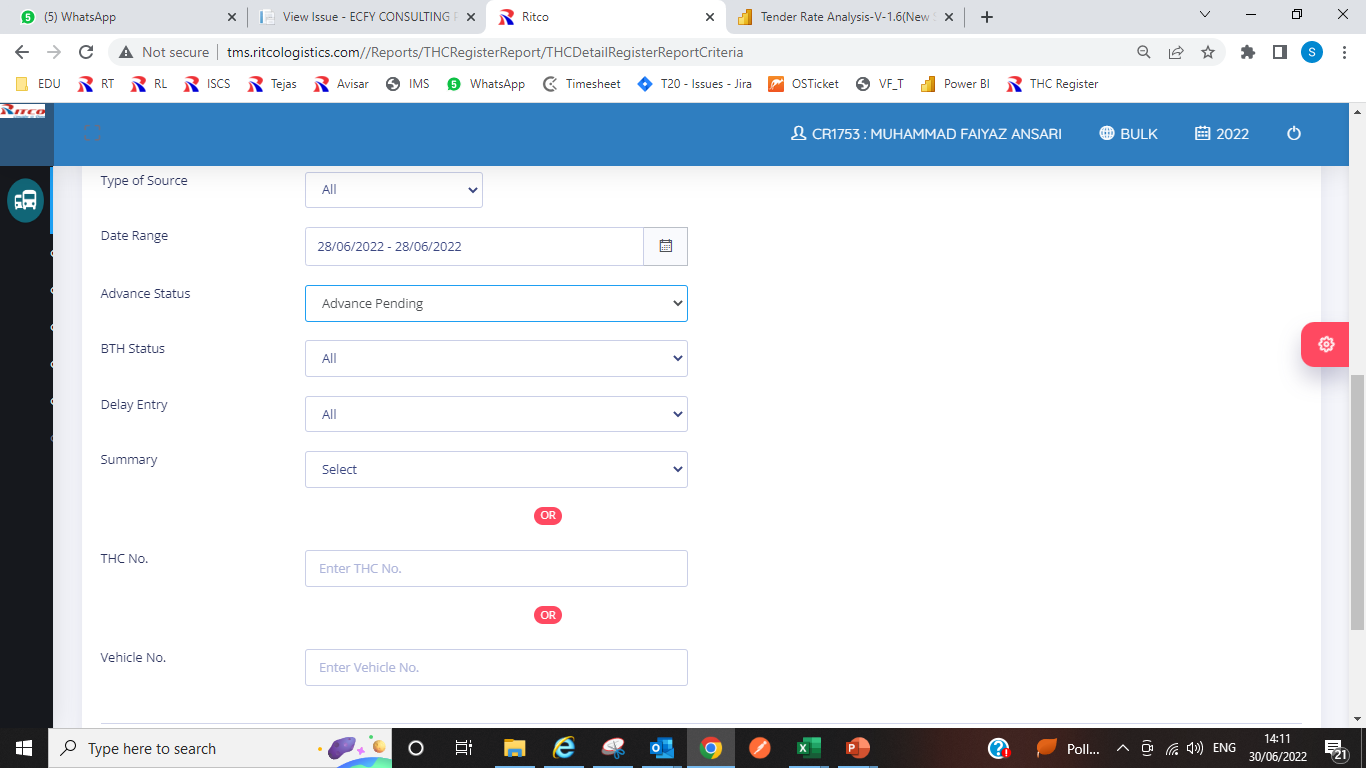 (5) WhatsApp
View Issue - ECFY CONSULTING
Ritco
Tender Rate Analysis-V-1.6(New
Not secure
tms.ritcologistics.com//Reports/THCRegisterReport/THCDetailRegisterReportCriteria
S
EDU
RT
RL
ISCS
Tejas
Avisar
IMS
5
WhatsApp
Timesheet
T20 - Issues - Jira
OSTicket
VF_T
Power BI
THC Register
RITCO
CR1753 : MUHAMMAD FAIYAZ ANSARI
BULK
2022
Type of Source
All
Date Range
28/06/2022 - 28/06/2022
Advance Status
Advance Pending
BTH Status
All
Delay Entry
All
Summary
Select
OR
THC No.
Enter THC No.
OR
Vehicle No.
Enter Vehicle No.
Type here to search
Poll...
ENG
14:11
30/06/2022
21